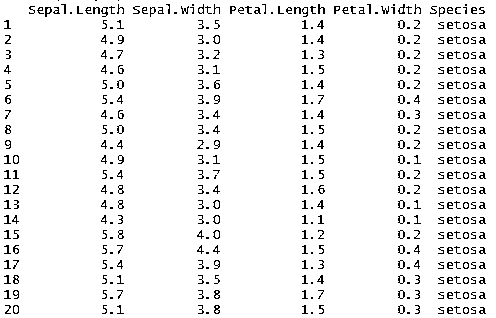 Sepal.Length Sepal.Width Petal.Length Petal.Width Species
1 5.1 3.5 1.4 0.2 setosa
2 4.9 3.0 1.4 0.2 setosa
3 4.7 3.2 1.3 0.2 setosa
4 4.6 3.1 1.5 0.2 setosa
5 5.0 3.6 1.4 0.2 setosa
6 5.4 3.9 1.7 0.4 setosa
7 4.6 3.4 1.4 0.3 setosa
8 5.0 3.4 1.5 0.2 setosa
9 4.4 2.9 1.4 0.2 setosa
10 4.9 3.1 1.5 0.1 setosa
11 5.4 3.7 1.5 0.2 setosa
12 4.8 3.4 1.6 0.2 setosa
13 4.8 3.0 1.4 0.1 setosa
14 4.3 3.0 1.1 0.1 setosa
15 5.8 4.0 1.2 0.2 setosa
16 5.7 4.4 1.5 0.4 setosa
17 5.4 3.9 1.3 0.4 setosa
18 5.1 3.5 1.4 0.3 setosa
19 5.7 3.8 1.7 0.3 setosa
20 5.1 3.8 1.5 0.3 setosa